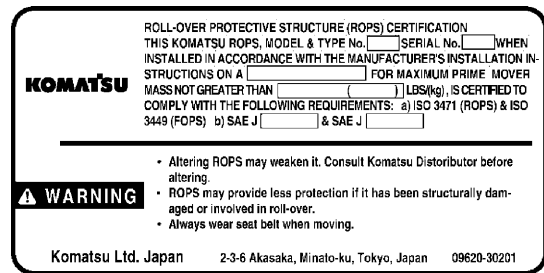 ROLL-OVER PROTECTIVE STRUCTURE (ROPS) CERTIFICATION
THIS KOMATSU ROPS, MODEL & TYPE No. SERIAL No. WHEN
INSTALLED IN ACCORDANCE WITH THE MANUFACTURER'S INSTALLATION IN-
STRUCTIONS ON A FOR MAXIMUM PRIME MOVER
KOMATSU
MASS NOT GREATER THAN ( ) LBS(kg), IS CERTIFIED TO
COMPLY WITH THE FOLLOWING REQUIREMENTS: a) ISO 3471 (ROPS) & ISO
3449 (FOPS) b) SAE J & SAE J
WARNING
• Altering ROPS may weaken it. Consult Komatsu Distoributor before
altering.
• ROPS may provide less protection if it has been structurally dam-
aged or involved in roll-over.
• Always wear seat belt when moving.
Komatsu Ltd. Japan 2-3-6 Akasaka, Minato-ku, Tokyo, Japan 09620-30201